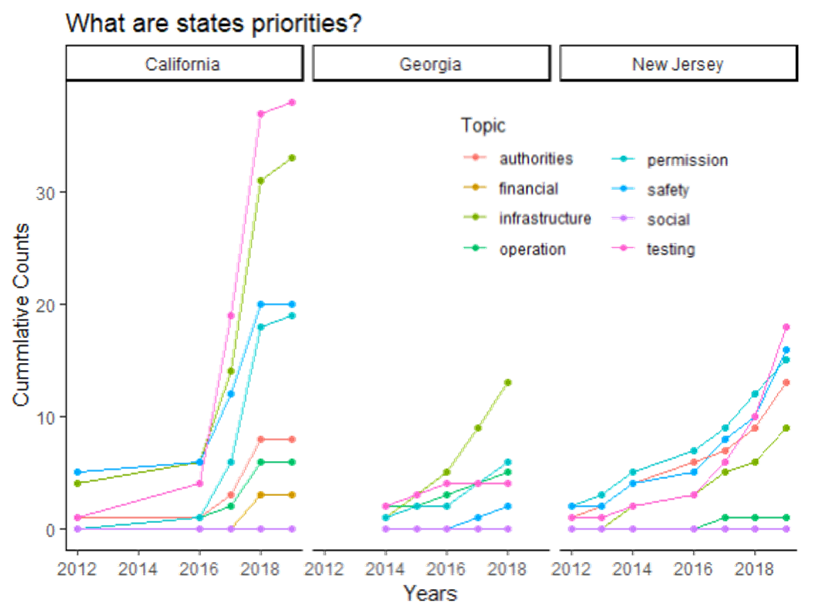 What are states priorities?
California Georgia New Jersey
Topic
authorities permission
financial safety
infrastructure social
operation testing
30
20
10
0
Cummlative Counts
2012 2014 2016 2018 2012 2014 2016 2018 2012 2014 2016 2018
Years